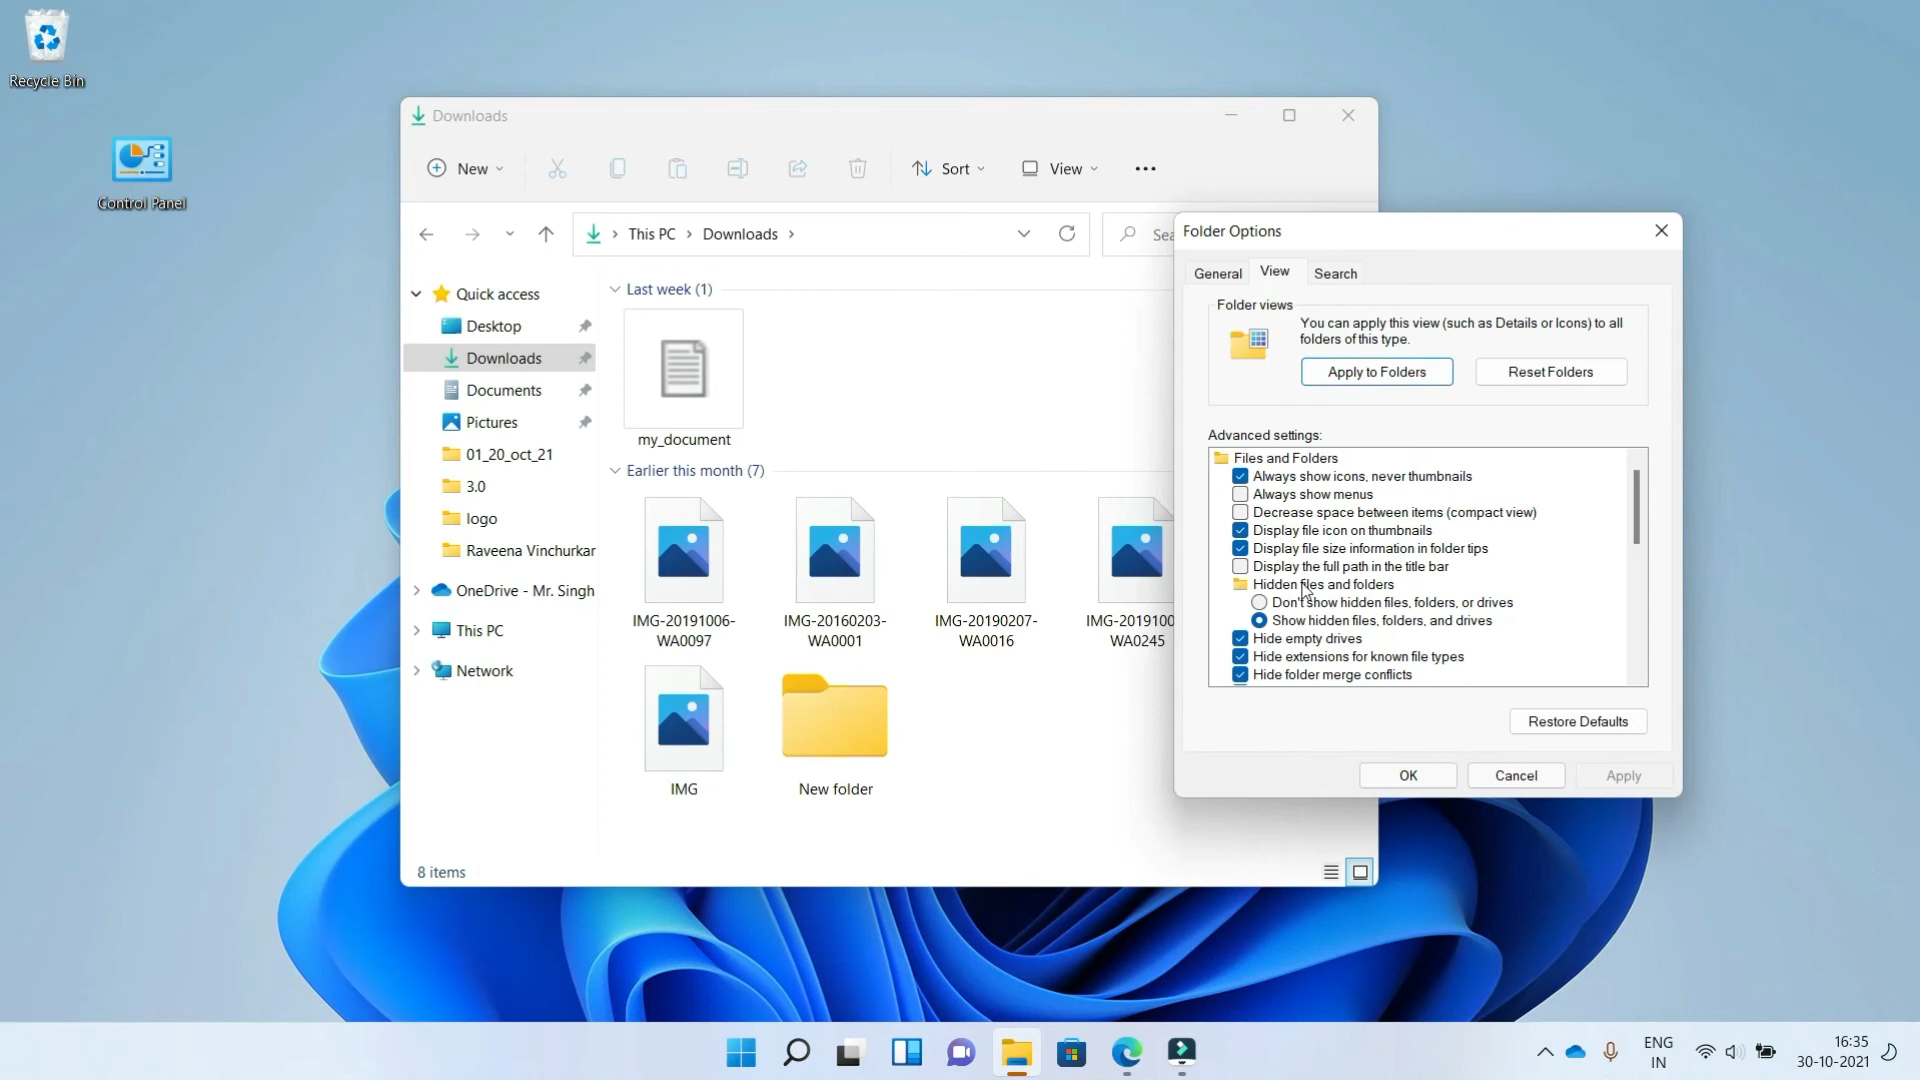 Recycle Bin
Control Panel
Downloads
New
Sort
View
This PC
Downloads
Sea
Quick access
Desktop
Downloads
Documents
Pictures
01_20_oct_21
3.0
logo
Raveena Vinchurkar
OneDrive - Mr. Singh
This PC
Network
Last week (1)
my_document
Earlier this month (7)
IMG-20191006-
WA0097
IMG-20160203-
WA0001
IMG-20190207-
WA0016
IMG-2019100
WA0245
IMG
New folder
8 items
Folder Options
General
View
Search
Folder views
You can apply this view (such as Details or Icons) to all
folders of this type.
Apply to Folders
Reset Folders
Advanced settings:
Files and Folders
Always show icons, never thumbnails
Always show menus
Decrease space between items (compact view)
Display file icon on thumbnails
Display file size information in folder tips
Display the full path in the title bar
Hidden files and folders
Don't show hidden files, folders, or drives
Show hidden files, folders, and drives
Hide empty drives
Hide extensions for known file types
Hide folder merge conflicts
Restore Defaults
OK
Cancel
Apply
ENG
IN
16:35
30-10-2021